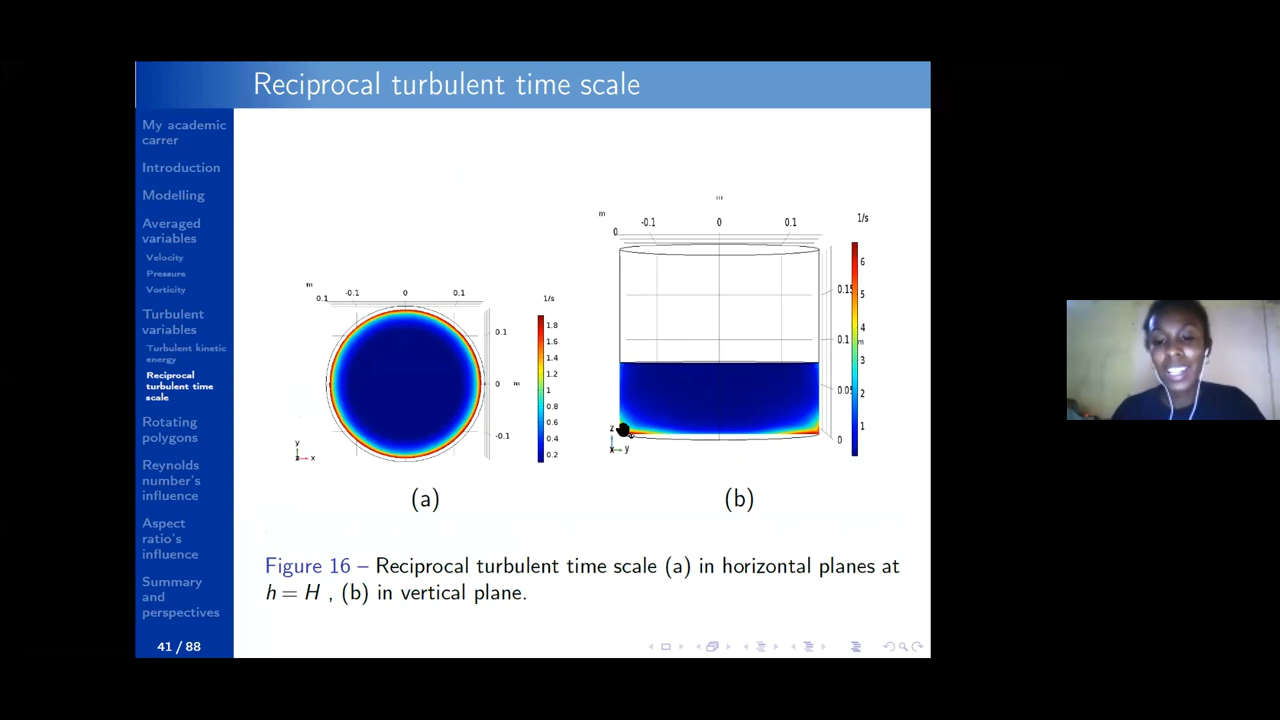 Reciprocal turbulent time scale
My academic
carrer
Introduction
Modelling
Averaged
variables
Velocity
Pressure
Vorticity
Turbulent
variables
Turbulent kinetic
energy
Reciprocal
turbulent time
scale
Rotating
polygons
Reynolds
number's
influence
Aspect
ratio's
influence
Summary
and
perspectives
41 / 88
m
0.1
-0.1 0 0.1
0.1
0 m
-0.1
y
z x
1/s
1.8
1.6
1.4
1.2
1
0.8
0.6
0.4
0.2
(a)
m
m
0
-0.1 0 0.1
0.15
0.1
m
0.05
0
z
x y
1/s
6
5
4
3
2
1
(b)
Figure 16 – Reciprocal turbulent time scale (a) in horizontal planes at
h = H , (b) in vertical plane.